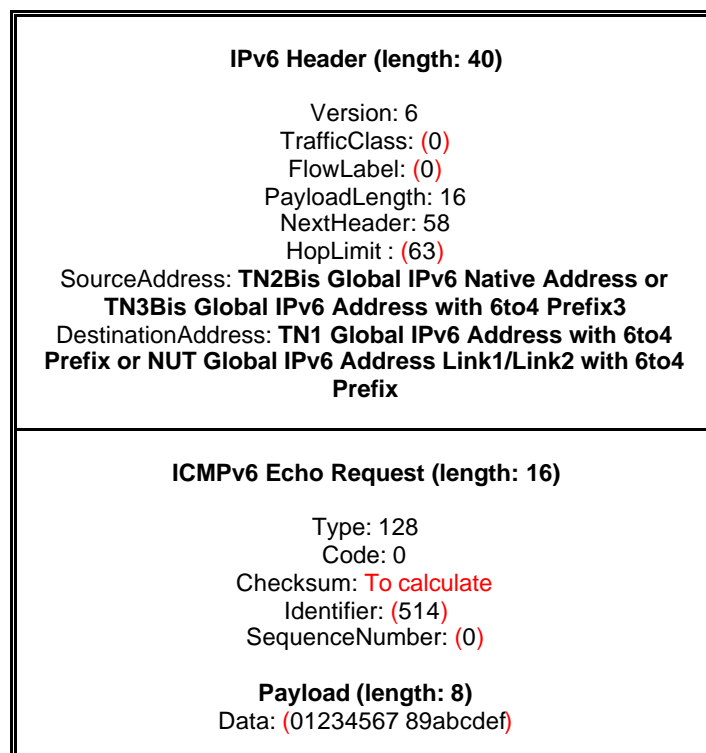 IPv6 Header (length: 40)
Version: 6
TrafficClass: (0)
FlowLabel: (0)
PayloadLength: 16
NextHeader: 58
HopLimit : (63)
SourceAddress: TN2Bis Global IPv6 Native Address or
TN3Bis Global IPv6 Address with 6to4 Prefix3
DestinationAddress: TN1 Global IPv6 Address with 6to4
Prefix or NUT Global IPv6 Address Link1/Link2 with 6to4
Prefix
ICMPv6 Echo Request (length: 16)
Type: 128
Code: 0
Checksum: To calculate
Identifier: (514)
SequenceNumber: (0)
Payload (length: 8)
Data: (01234567 89abcdef)